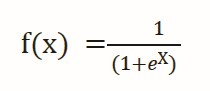 f(x) = 1/(1+e^x)